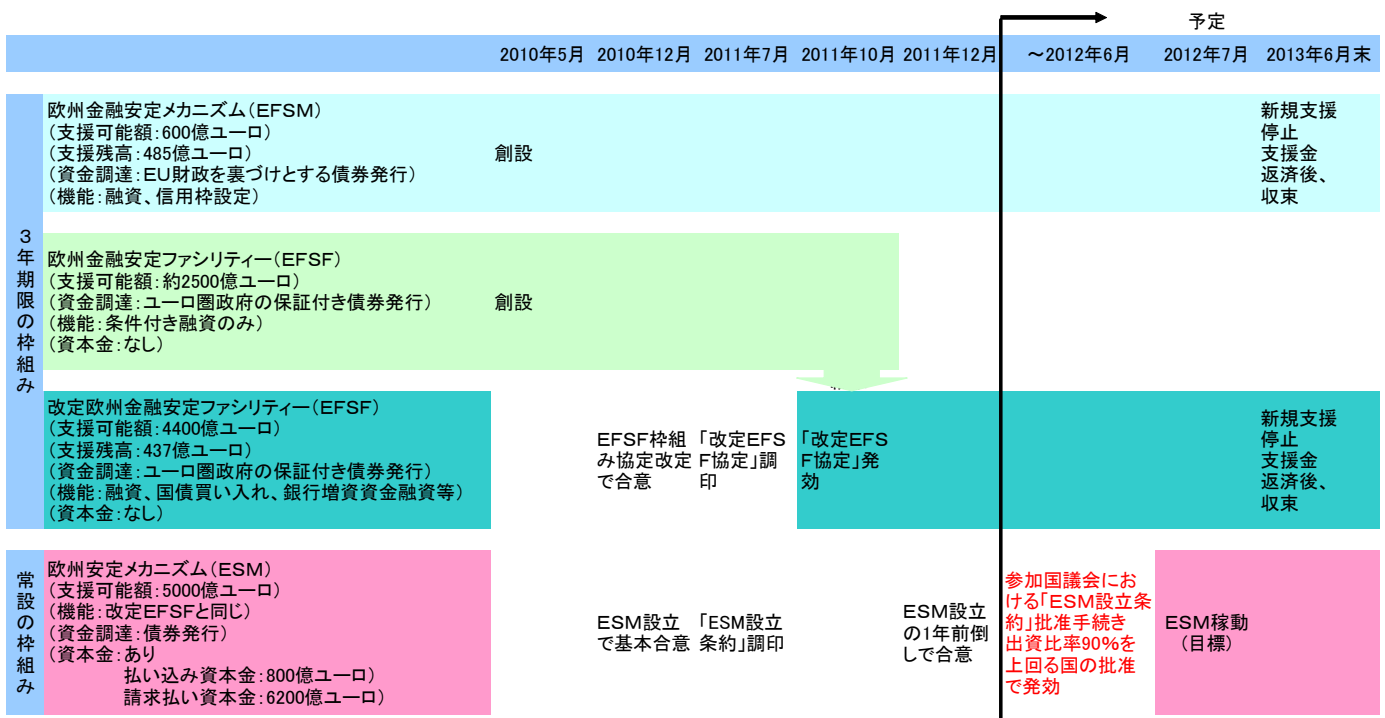 予定
2010年5月 2010年12月 2011年7月 2011年10月 2011年12月 ～2012年6月 2012年7月 2013年6月末
3年期限の枠組み
欧州金融安定メカニズム（ＥＦＳＭ）
（支援可能額：600億ユーロ）
（支援残高：485億ユーロ）
（資金調達：ＥＵ財政を裏づけとする債券発行）
（機能：融資、信用枠設定）
創設
新規支援
停止
支援金
返済後、
収束
欧州金融安定ファシリティー（ＥＦＳＦ）
（支援可能額：約2500億ユーロ）
（資金調達：ユーロ圏政府の保証付き債券発行）
（機能：条件付き融資のみ）
（資本金：なし）
創設
改定欧州金融安定ファシリティー（ＥＦＳＦ）
（支援可能額：4400億ユーロ）
（支援残高：437億ユーロ）
（資金調達：ユーロ圏政府の保証付き債券発行）
（機能：融資、国債買い入れ、銀行増資資金融資等）
（資本金：なし）
ＥＦＳＦ枠組
み協定改定
で合意
「改定ＥＦＳ
Ｆ協定」調
印
「改定ＥＦＳ
Ｆ協定」発
効
新規支援
停止
支援金
返済後、
収束
常設の枠組み
欧州安定メカニズム（ＥＳＭ）
（支援可能額：5000億ユーロ）
（機能：改定ＥＦＳＦと同じ）
（資金調達：債券発行）
（資本金：あり
払い込み資本金：800億ユーロ）
請求払い資本金：6200億ユーロ）
ＥＳＭ設立
で基本合意
「ＥＳＭ設立
条約」調印
ＥＳＭ設立
の1年前倒
しで合意
参加国議会にお
ける「ＥＳＭ設立条
約」批准手続き
出資比率90％を
上回る国の批准
で発効
ＥＳＭ稼動
（目標）